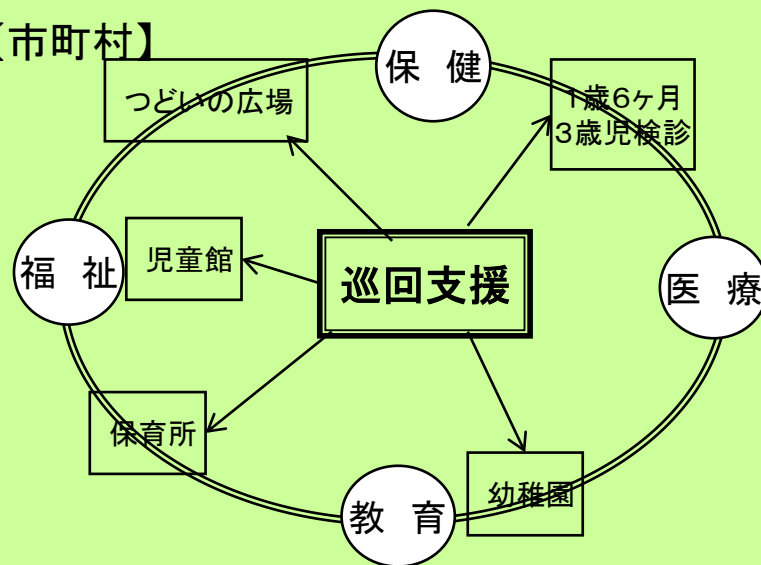 【市町村】
保 健
つどいの広場
1歳6ヶ月
3歳児検診
福 祉
児童館
巡回支援
医 療
保育所
幼稚園
教 育